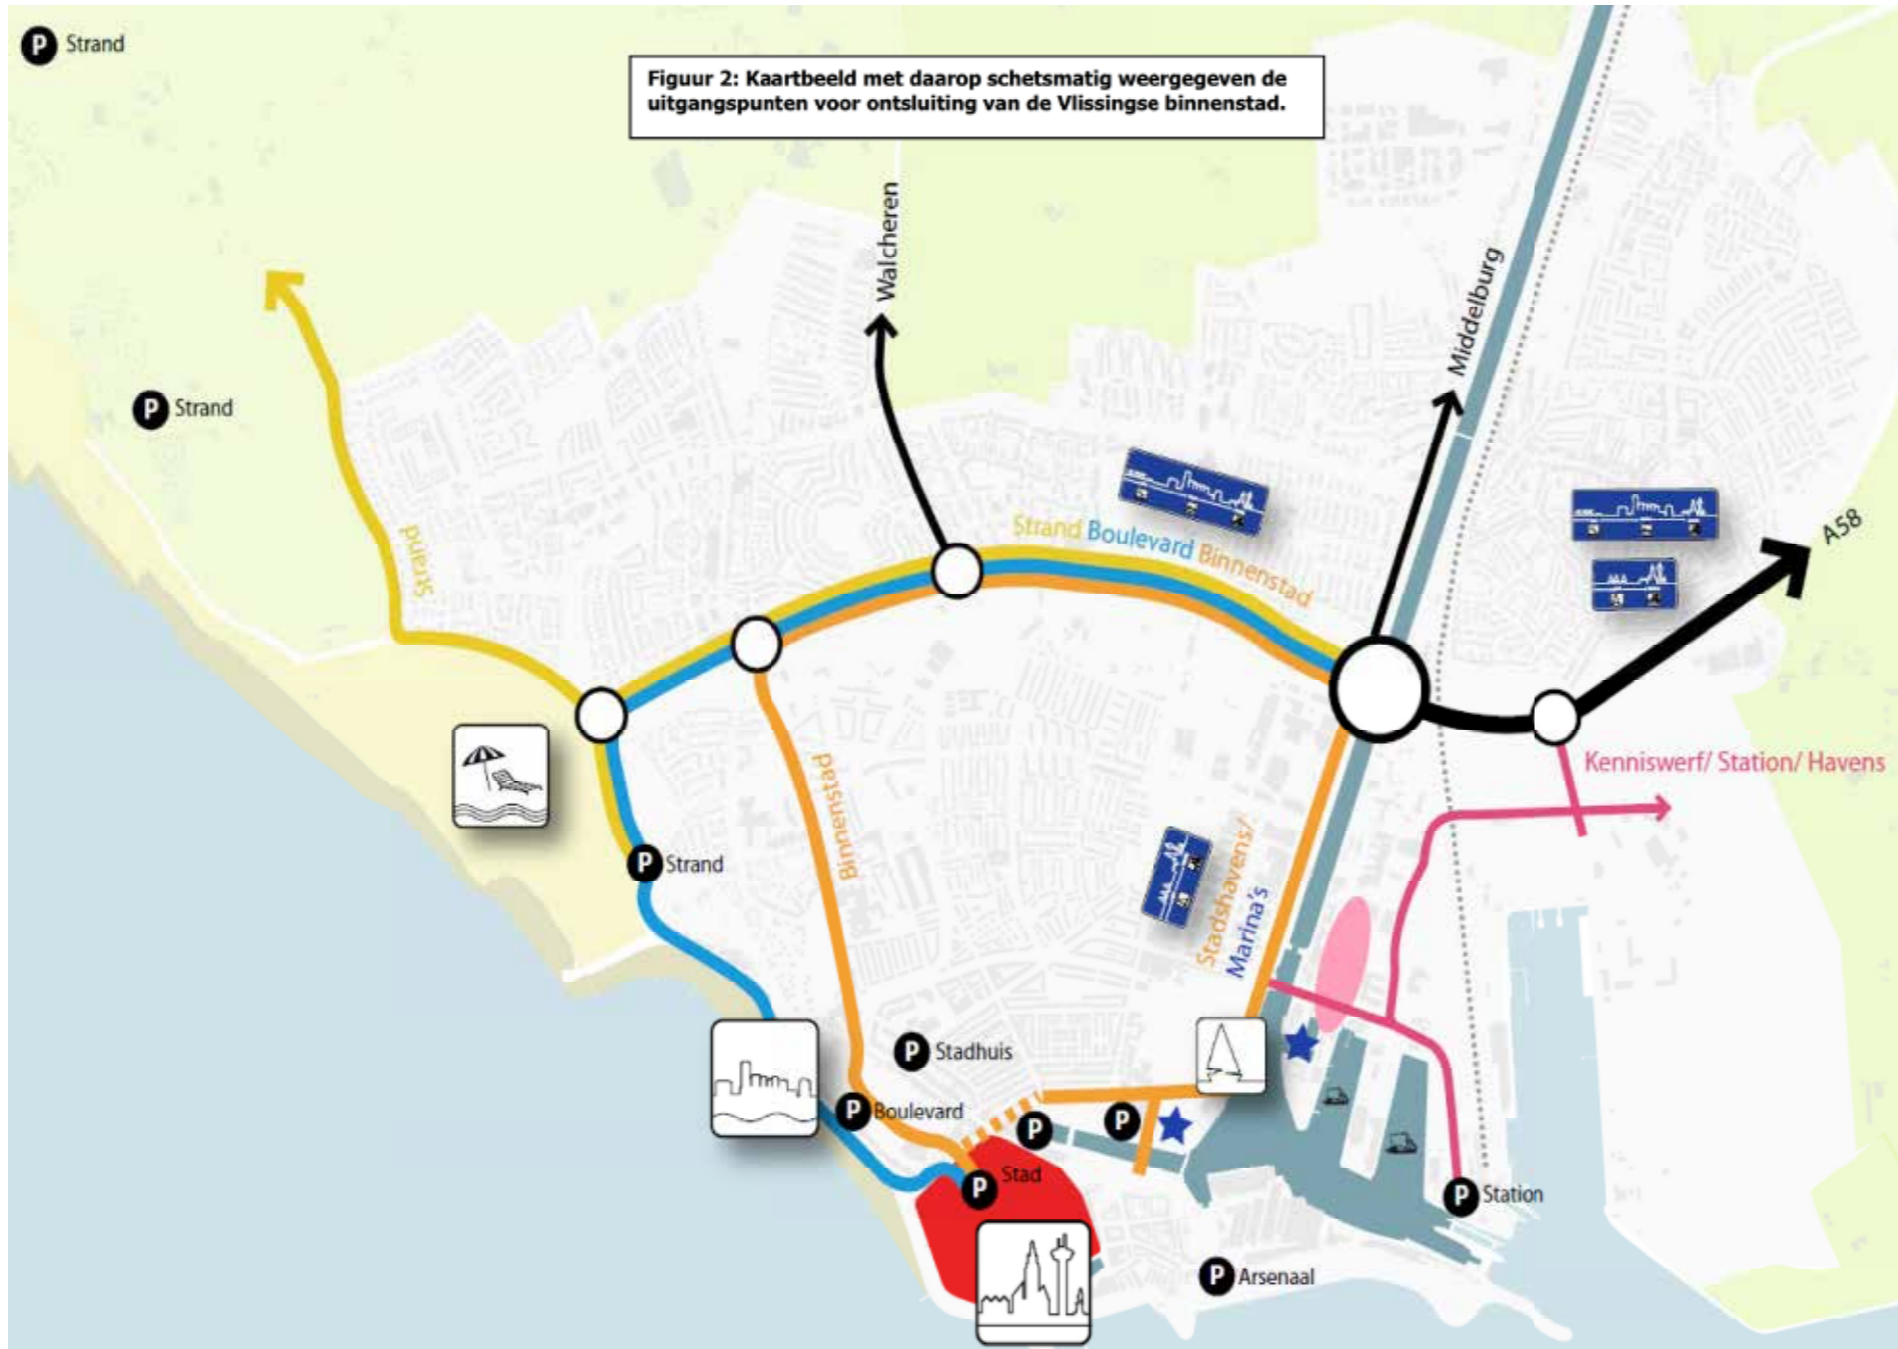 P Strand
Figuur 2: Kaartbeeld met daarop schetsmatig weergegeven de
uitgangspunten voor ontsluiting van de Vlissingse binnenstad.
Walcheren
Middelburg
P Strand
A58
Strand Boulevard Binnenstad
Strand
Kenniswerf/ Station/ Havens
Binnenstad
Stadshavens/
Marina's
P Strand
P Stadhuis
P Boulevard
P
P
P Stad
P Station
P Arsenaal